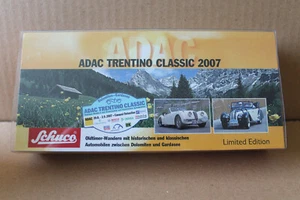 ADAC
ADAC TRENTINO CLASSIC 2007
ADAC TRENTINO CLASSIC
Schuco
Oldtimer-Wandern mit historischen und klassischen
Automobilen zwischen Dolomiten und Gardasee
Limited Edition